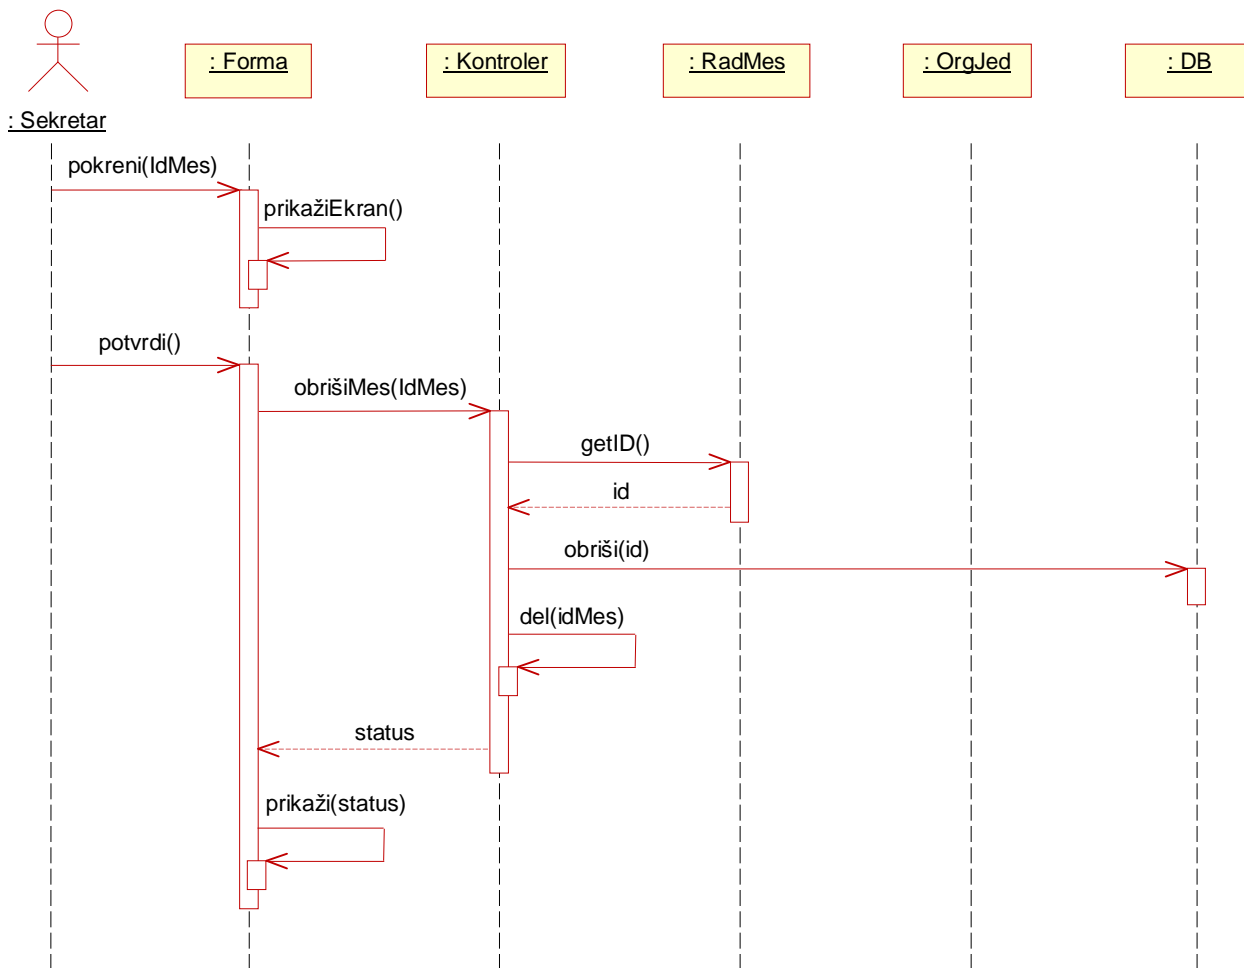 : Forma
: Kontroler
: RadMes
: OrgJed
: DB
: Sekretar
pokreni(IdMes)
prikažiEkran()
potvrdi()
obrišiMes(IdMes)
getID()
id
obriši(id)
del(idMes)
status
prikaži(status)